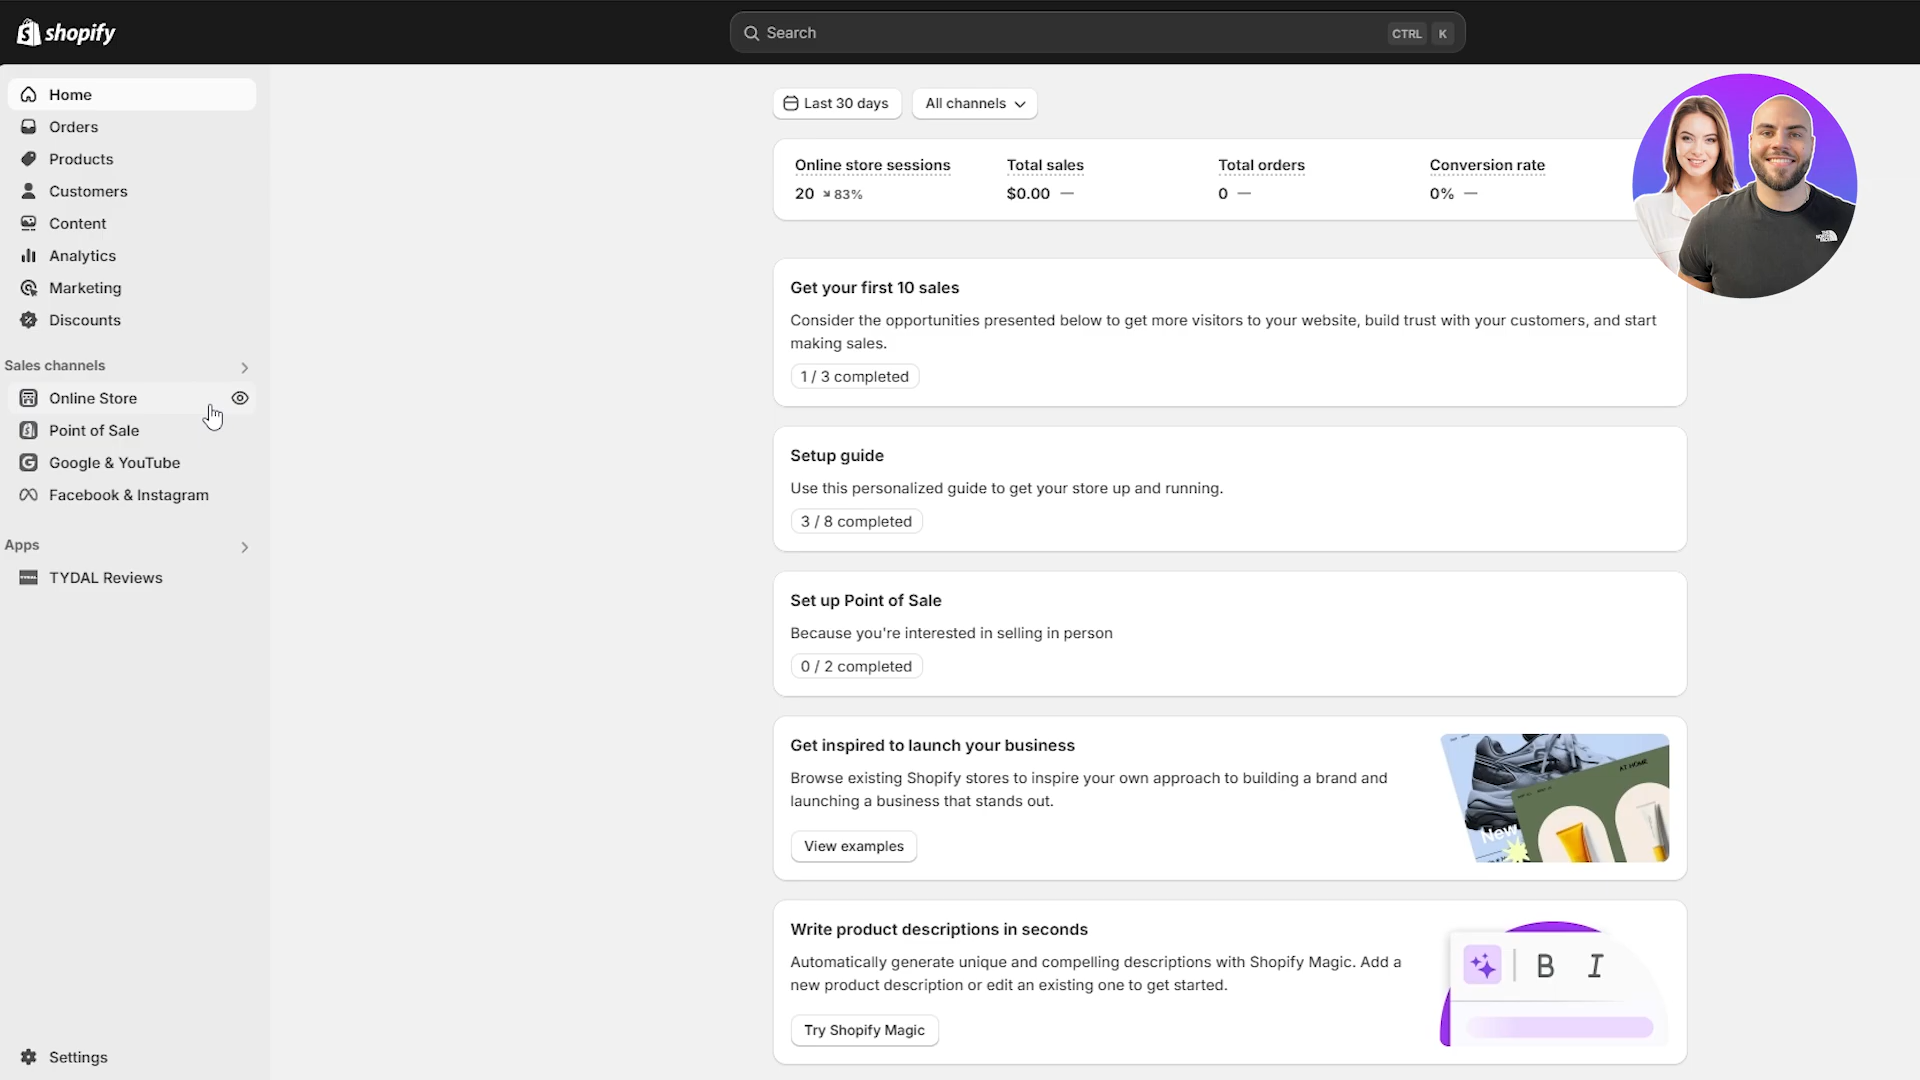 shopify
Search
CTRL K
Home
Orders
Products
Customers
Content
Analytics
Marketing
Discounts
Sales channels
Online Store
Point of Sale
Google & YouTube
Facebook & Instagram
Apps
TYDAL Reviews
Settings
Last 30 days
All channels
Online store sessions
20 83%
Total sales
$0.00 —
Total orders
0 —
Conversion rate
0% —
THE NORTH FACE
Get your first 10 sales
Consider the opportunities presented below to get more visitors to your website, build trust with your customers, and start
making sales.
1 / 3 completed
Setup guide
Use this personalized guide to get your store up and running.
3 / 8 completed
Set up Point of Sale
Because you're interested in selling in person
0 / 2 completed
Get inspired to launch your business
Browse existing Shopify stores to inspire your own approach to building a brand and
launching a business that stands out.
View examples
AT HOME
New
Write product descriptions in seconds
Automatically generate unique and compelling descriptions with Shopify Magic. Add a
new product description or edit an existing one to get started.
Try Shopify Magic
B I